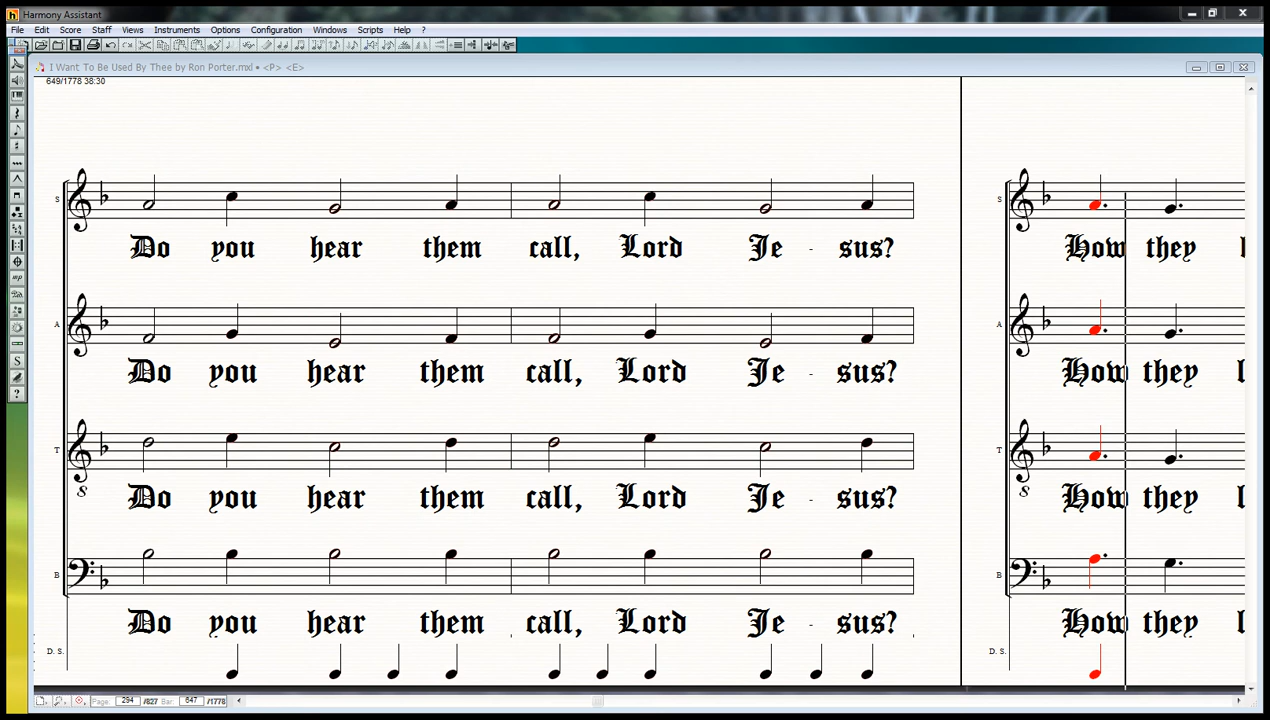 Harmony Assistant
File Edit Score Staff Views Instruments Options Configuration Windows Scripts Help ?
I Want To Be Used By Thee by Ron Porter.mxl • <P> <E>
649/1778 38:30
S
S
Do you hear them call, Lord Je - sus?
How they l
A
A
Do you hear them call, Lord Je - sus?
How they l
T
T
8
8
Do you hear them call, Lord Je - sus?
How they l
B
B
Do you hear them call, Lord Je - sus?
How they l
D. S.
D. S.
Page: 294 /827 Bar: 647 /1778